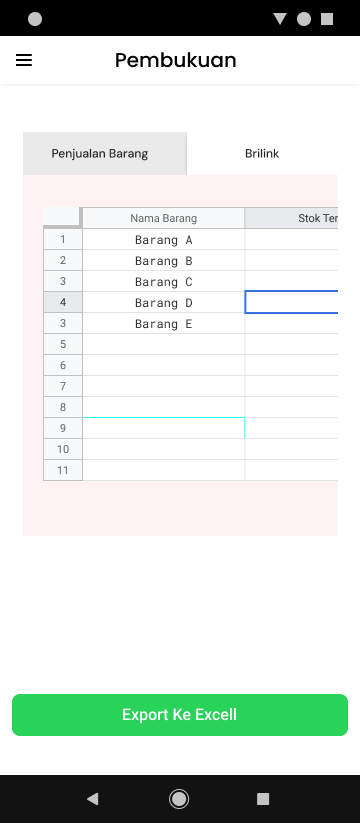 Pembukuan
Penjualan Barang Brilink
Nama Barang Stok Ter
1 Barang A
2 Barang B
3 Barang C
4 Barang D
3 Barang E
5
6
7
8
9
10
11
Export Ke Excell